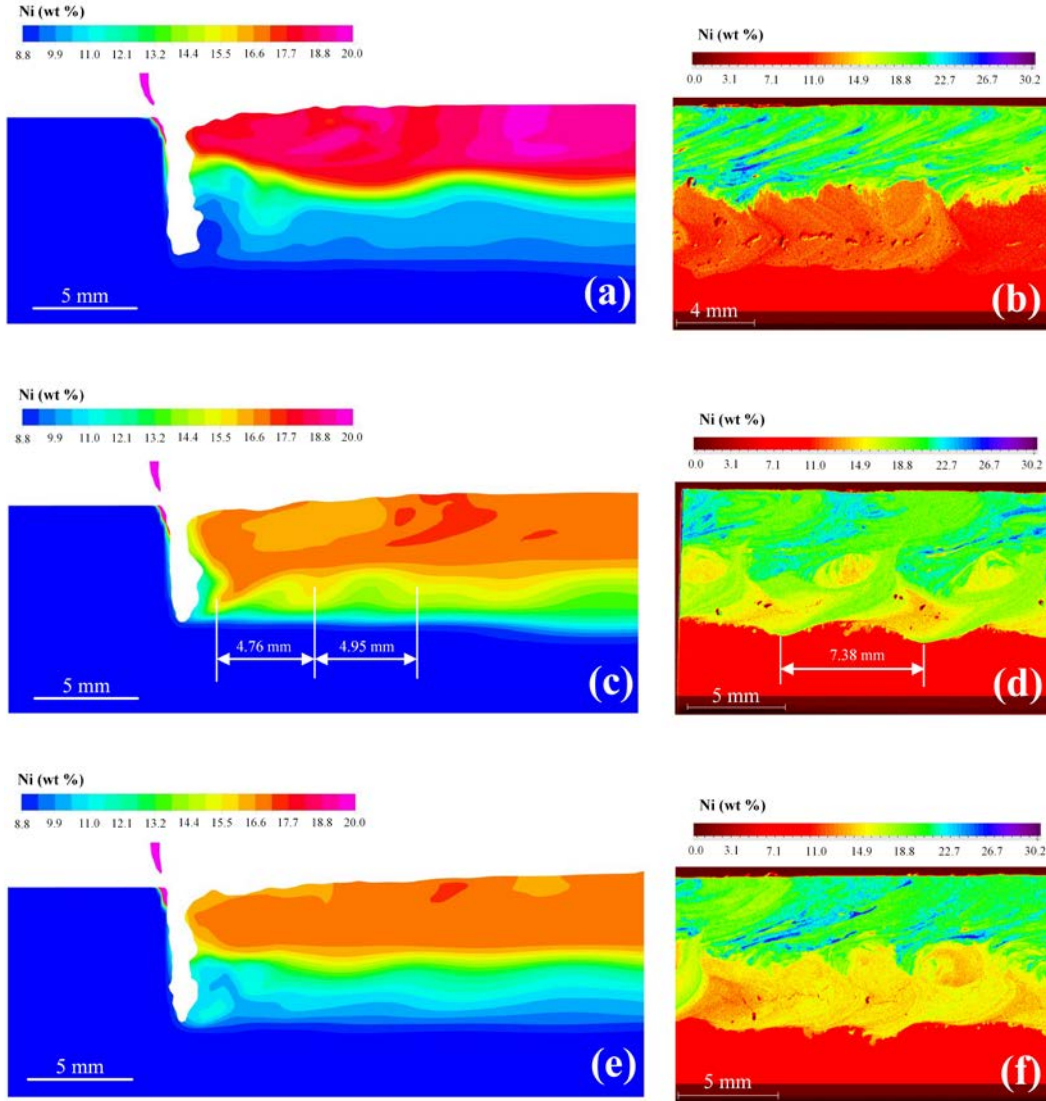 Ni (wt %)
8.8 9.9 11.0 12.1 13.2 14.4 15.5 16.6 17.7 18.8 20.0
5 mm
(a)
Ni (wt %)
0.0 3.1 7.1 11.0 14.9 18.8 22.7 26.7 30.2
4 mm
(b)
Ni (wt %)
8.8 9.9 11.0 12.1 13.2 14.4 15.5 16.6 17.7 18.8 20.0
4.76 mm
4.95 mm
5 mm
(c)
Ni (wt %)
0.0 3.1 7.1 11.0 14.9 18.8 22.7 26.7 30.2
7.38 mm
5 mm
(d)
Ni (wt %)
8.8 9.9 11.0 12.1 13.2 14.4 15.5 16.6 17.7 18.8 20.0
5 mm
(e)
Ni (wt %)
0.0 3.1 7.1 11.0 14.9 18.8 22.7 26.7 30.2
5 mm
(f)